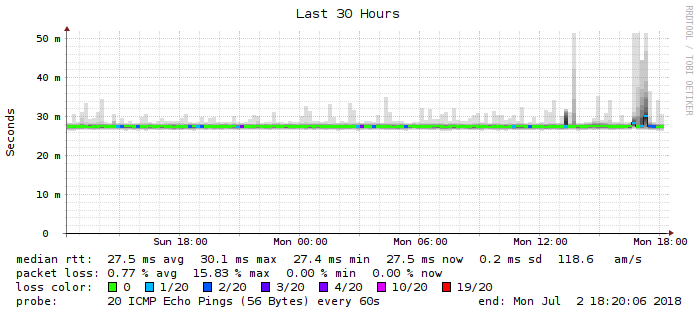 Last 30 Hours
RRDTOOL / TOBI OETIKER
Seconds
50 m
40 m
30 m
20 m
10 m
0
Sun 18:00 Mon 00:00 Mon 06:00 Mon 12:00 Mon 18:00
median rtt: 27.5 ms avg 30.1 ms max 27.4 ms min 27.5 ms now 0.2 ms sd 118.6 am/s
packet loss: 0.77 % avg 15.83 % max 0.00 % min 0.00 % now
loss color: 0 1/20 2/20 3/20 4/20 10/20 19/20
probe: 20 ICMP Echo Pings (56 Bytes) every 60s end: Mon Jul 2 18:20:06 2018